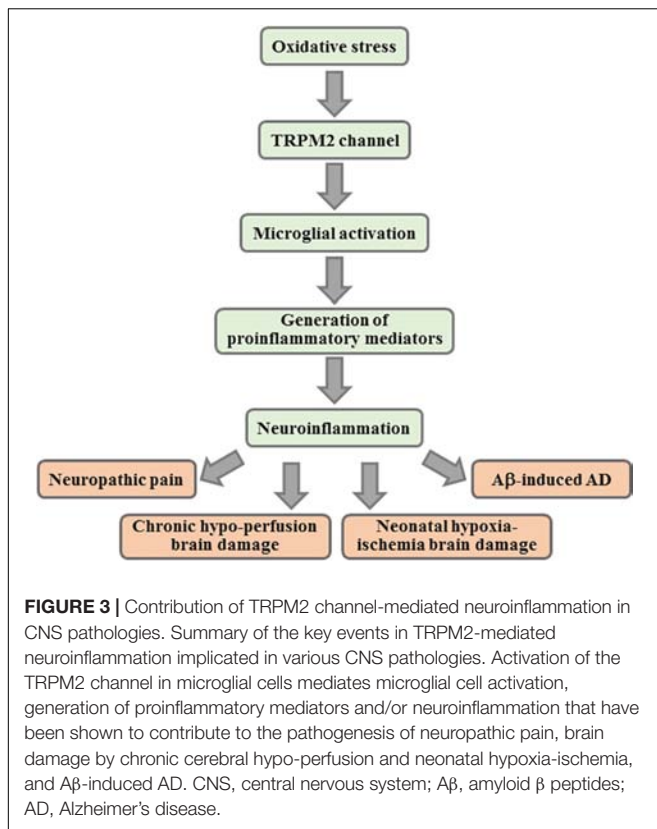 Oxidative stress
TRPM2 channel
Microglial activation
Generation of
proinflammatory mediators
Neuroinflammation
Neuropathic pain
Aβ-induced AD
Chronic hypo-perfusion
brain damage
Neonatal hypoxia-
ischemia brain damage
FIGURE 3 | Contribution of TRPM2 channel-mediated neuroinflammation in
CNS pathologies. Summary of the key events in TRPM2-mediated
neuroinflammation implicated in various CNS pathologies. Activation of the
TRPM2 channel in microglial cells mediates microglial cell activation,
generation of proinflammatory mediators and/or neuroinflammation that have
been shown to contribute to the pathogenesis of neuropathic pain, brain
damage by chronic cerebral hypo-perfusion and neonatal hypoxia-ischemia,
and Aβ-induced AD. CNS, central nervous system; Aβ, amyloid β peptides;
AD, Alzheimer's disease.